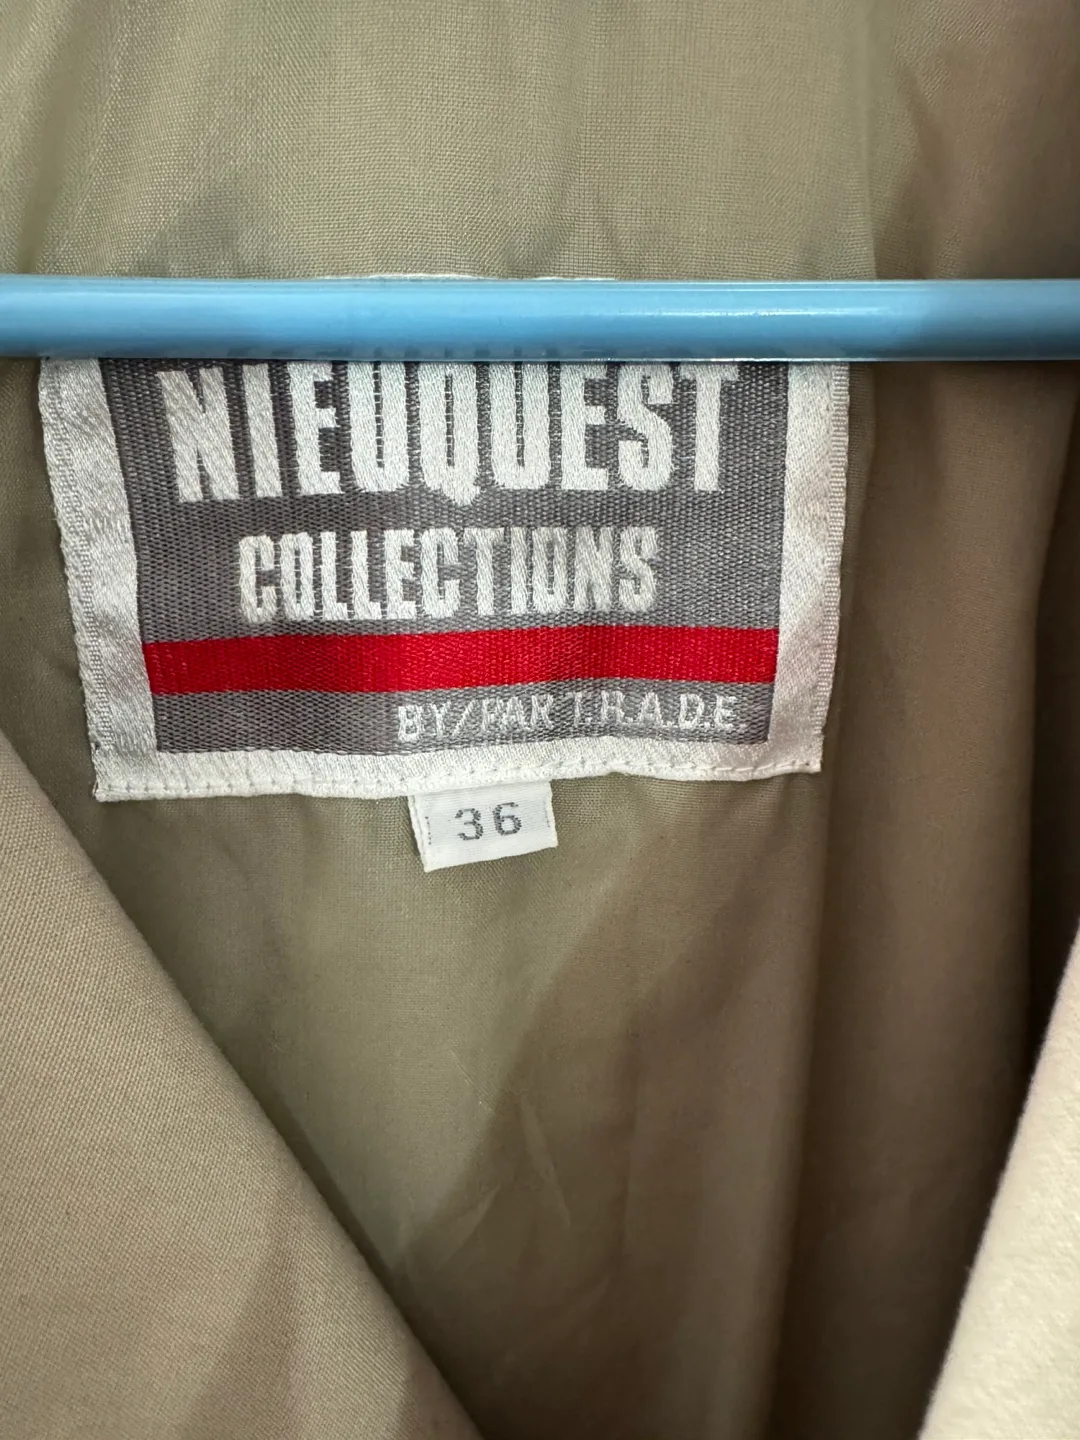 NIEUQUEST
COLLECTIONS
BY/PAR T.R.A.D.E.
36